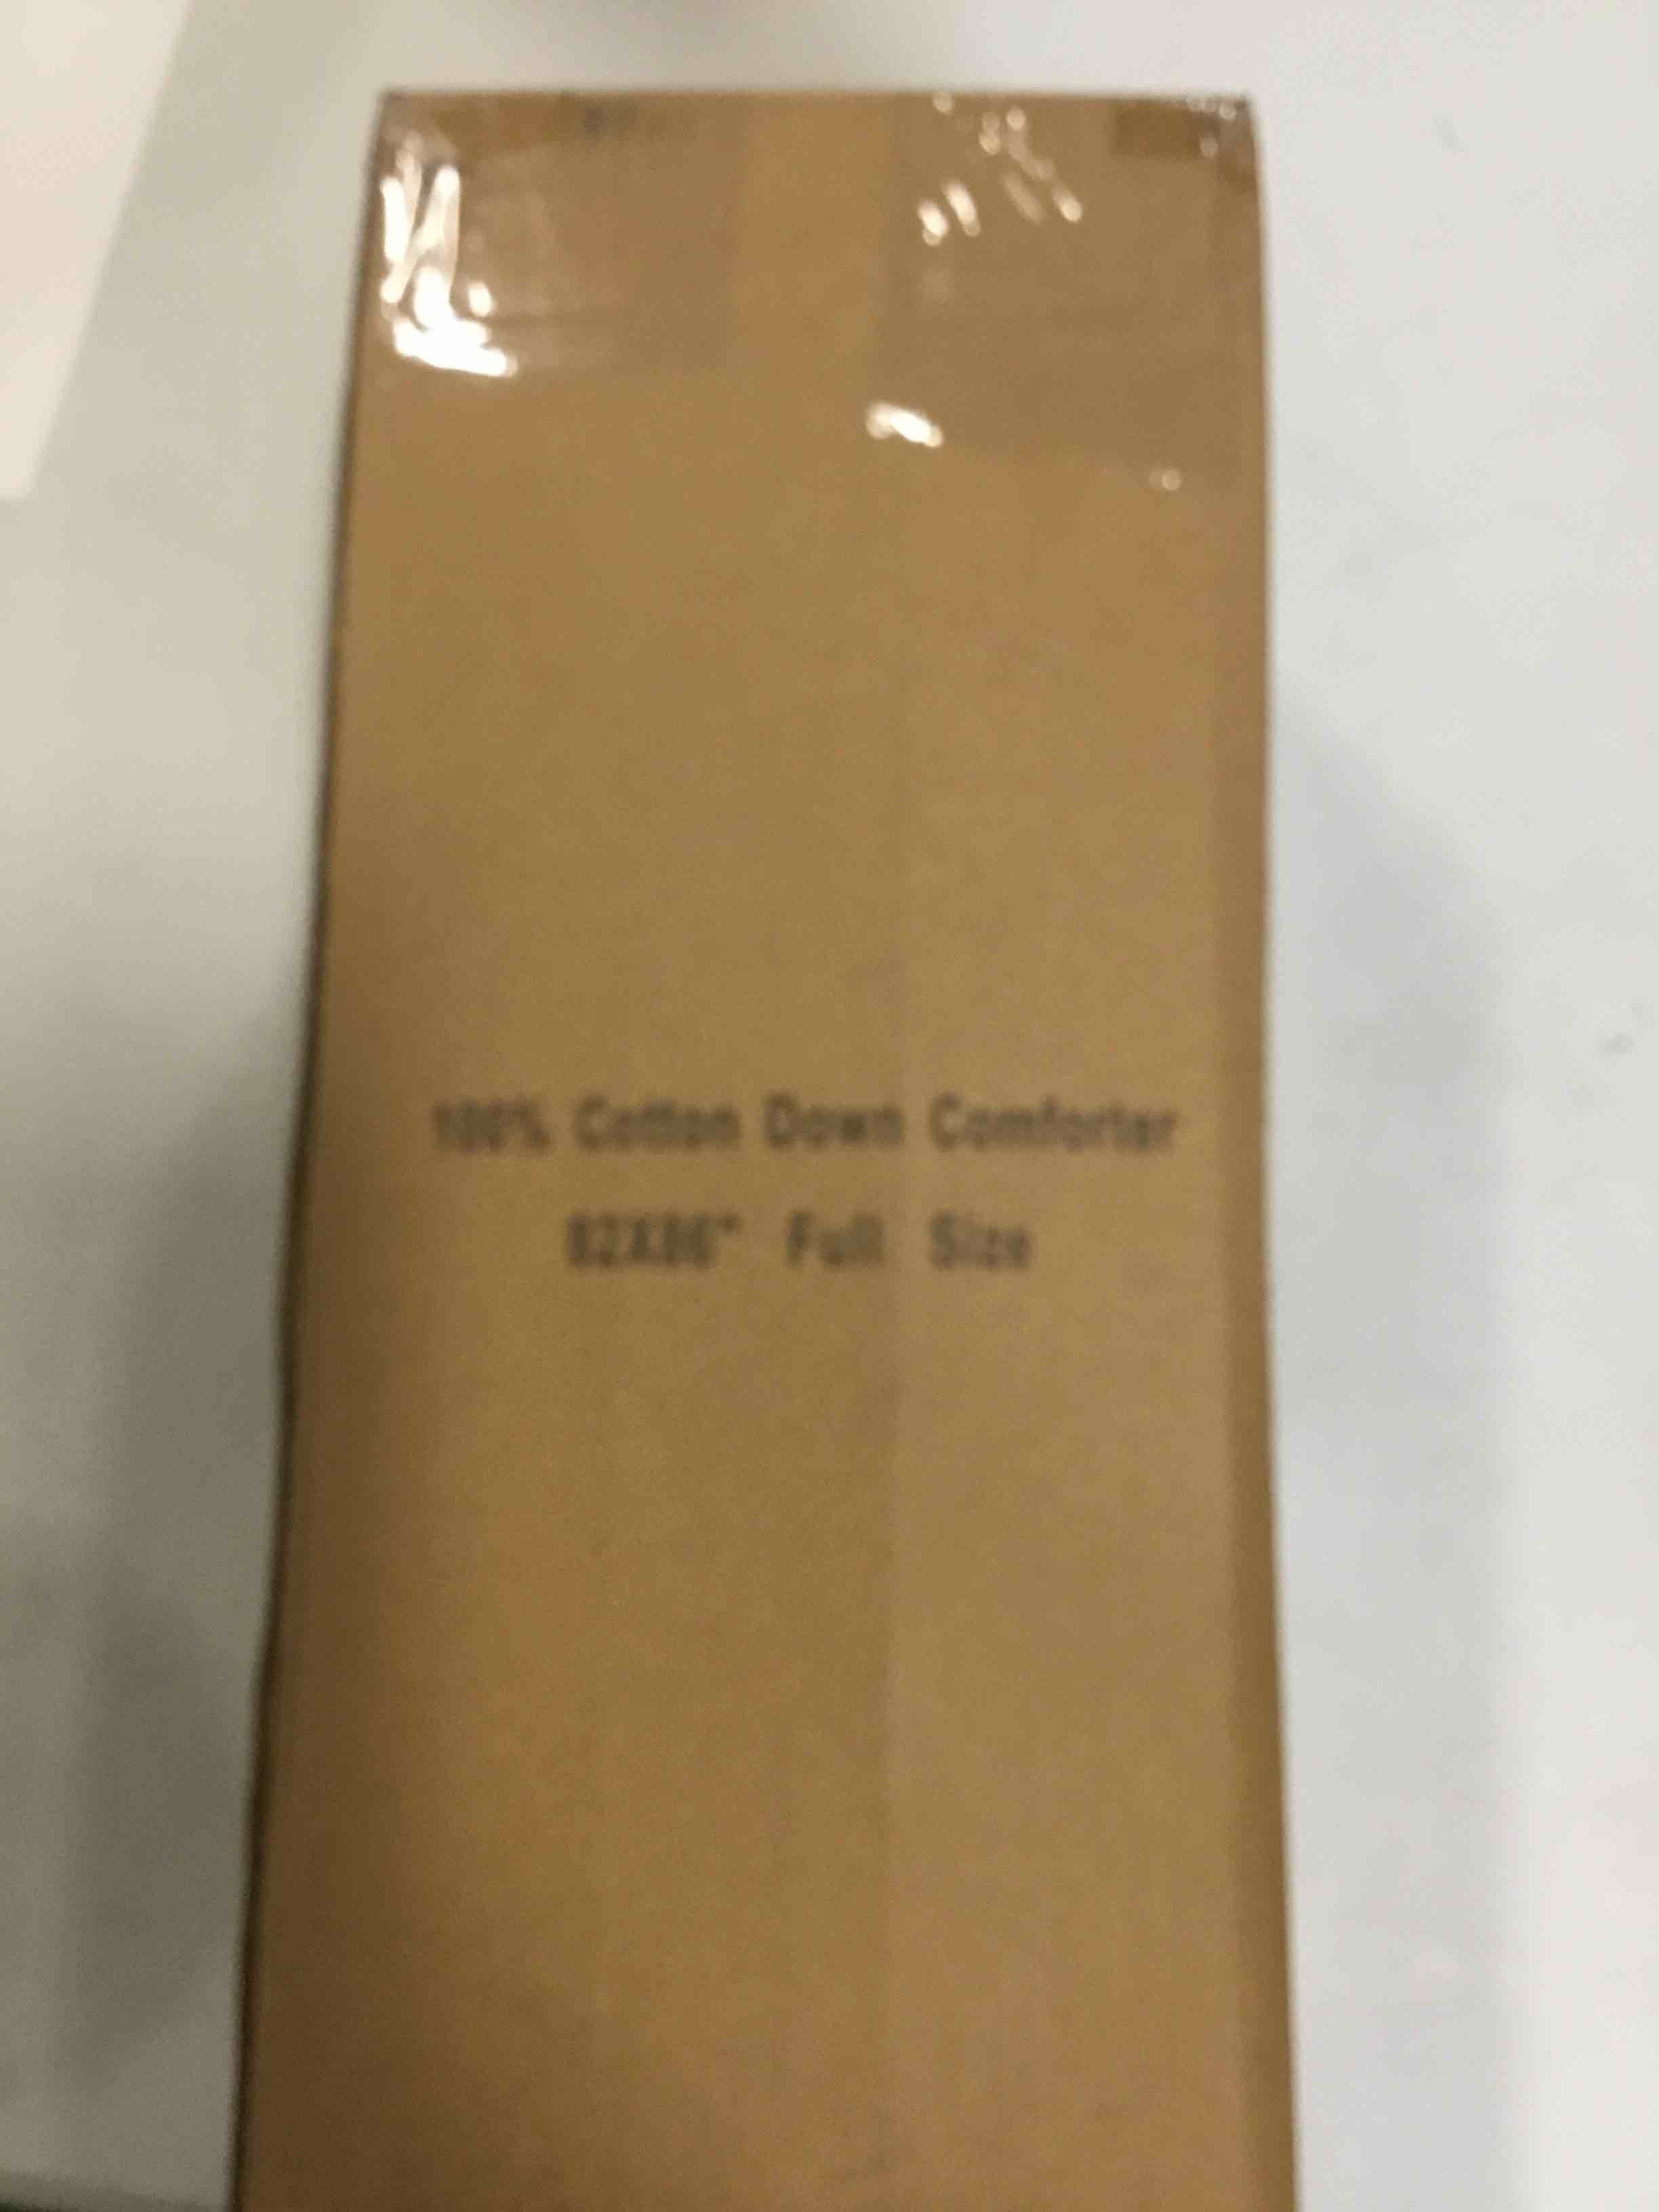 100% Cotton Down Comforter
82X86" Full Size